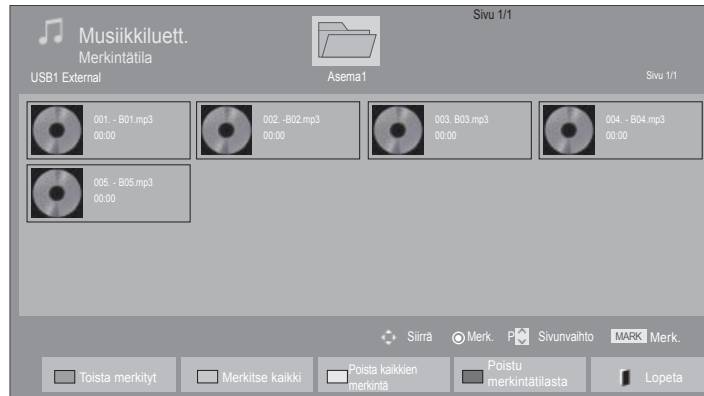 Sivu 1/1
Musiikkiluett.
Merkintätila
USB1 External
Asema1
Sivu 1/1
001. - B01.mp3
00:00
002. -B02.mp3
00:00
003. B03.mp3
00:00
004. - B04.mp3
00:00
005. - B05.mp3
00:00
Siirrä
Merk.
P
Sivunvaihto
MARK
Merk.
Toista merkityt
Merkitse kaikki
Poista kaikkien
merkintä
Poistu
merkintätilasta
Lopeta